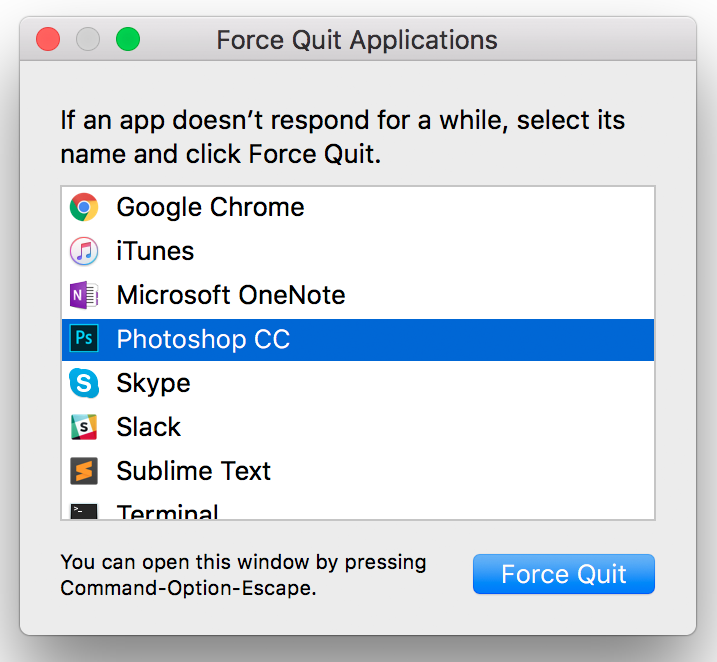 Force Quit Applications
If an app doesn’t respond for a while, select its
name and click Force Quit.
Google Chrome
iTunes
N Microsoft OneNote
Ps Photoshop CC
S Skype
S Slack
S Sublime Text
>_ Terminal
You can open this window by pressing
Command-Option-Escape.
Force Quit